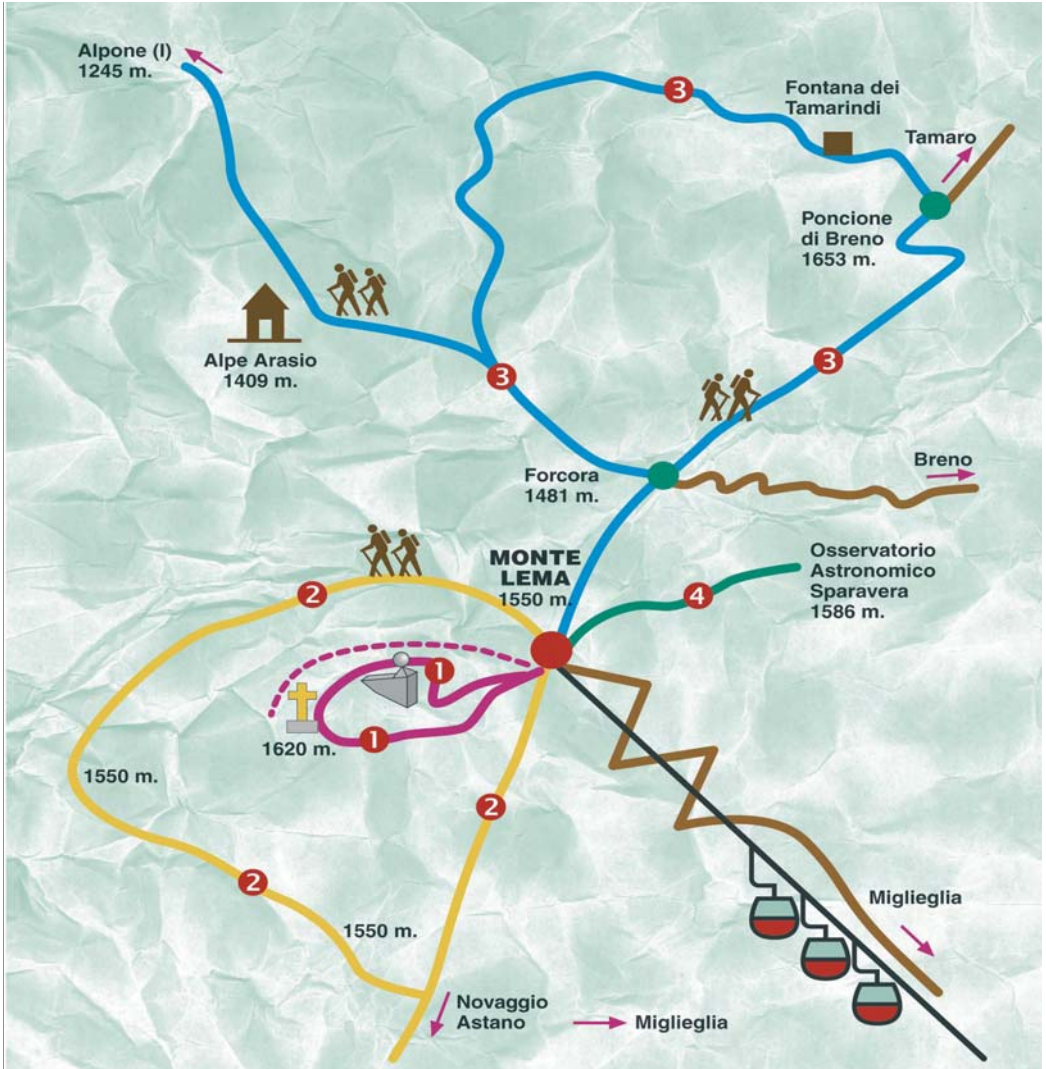 Alpone (I)
1245 m.
3
Fontana dei
Tamarindi
Tamaro
Poncione
di Breno
1653 m.
Alpe Arasio
1409 m.
3
3
Forcora
1481 m.
Breno
MONTE
LEMA
1550 m.
Osservatorio
Astronomico
Sparavera
1586 m.
2
4
1
1
1620 m.
1550 m.
2
2
1550 m.
Miglieglia
Novaggio
Astano
Miglieglia